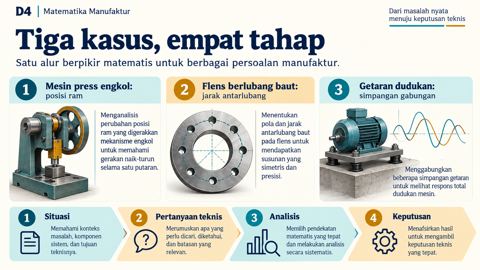 D4 | Matematika Manufaktur
Dari masalah nyata
menuju keputusan teknis
Tiga kasus, empat tahap
Satu alur berpikir matematis untuk berbagai persoalan manufaktur.
1 Mesin press engkol:
posisi ram
Menganalisis
perubahan posisi
ram yang digerakkan
mekanisme engkol
untuk memahami
gerakan naik-turun
selama satu putaran.
2 Flens berlubang baut:
jarak antarlubang
Menentukan
pola dan jarak
antarlubang baut
pada flens untuk
mendapatkan
susunan yang
simetris dan
presisi.
3 Getaran dudukan:
simpangan gabungan
Menggabungkan
beberapa simpangan getaran
untuk melihat respons total
dudukan mesin.
1 Situasi
Memahami konteks
masalah, komponen
sistem, dan tujuan
teknisnya.
2 Pertanyaan teknis
Merumuskan apa yang
perlu dicari, diketahui,
dan batasan yang
relevan.
3 Analisis
Memilih pendekatan
matematis yang tepat
dan melakukan analisis
secara sistematis.
4 Keputusan
Menafsirkan hasil
untuk mengambil
keputusan teknis
yang tepat.